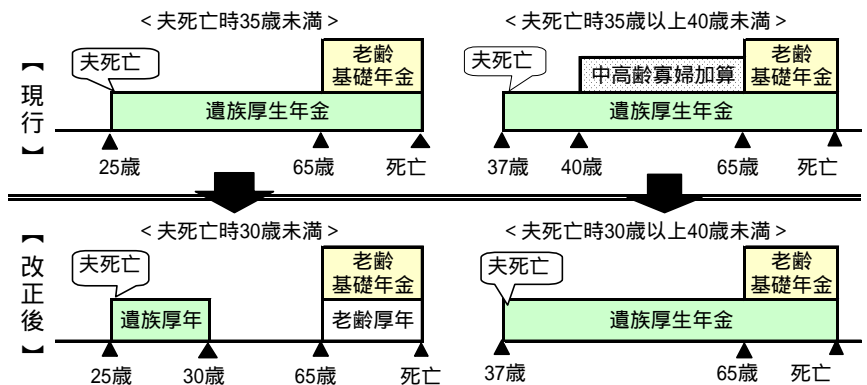 ＜夫死亡時35歳未満＞
＜夫死亡時35歳以上40歳未満＞
【現行】
夫死亡
老齢
基礎年金
遺族厚生年金
25歳
65歳
死亡
夫死亡
中高齢寡婦加算
老齢
基礎年金
遺族厚生年金
37歳
40歳
65歳
死亡
＜夫死亡時30歳未満＞
＜夫死亡時30歳以上40歳未満＞
【改正後】
夫死亡
老齢
基礎年金
遺族厚年
老齢厚年
25歳
30歳
65歳
死亡
夫死亡
老齢
基礎年金
遺族厚生年金
37歳
65歳
死亡